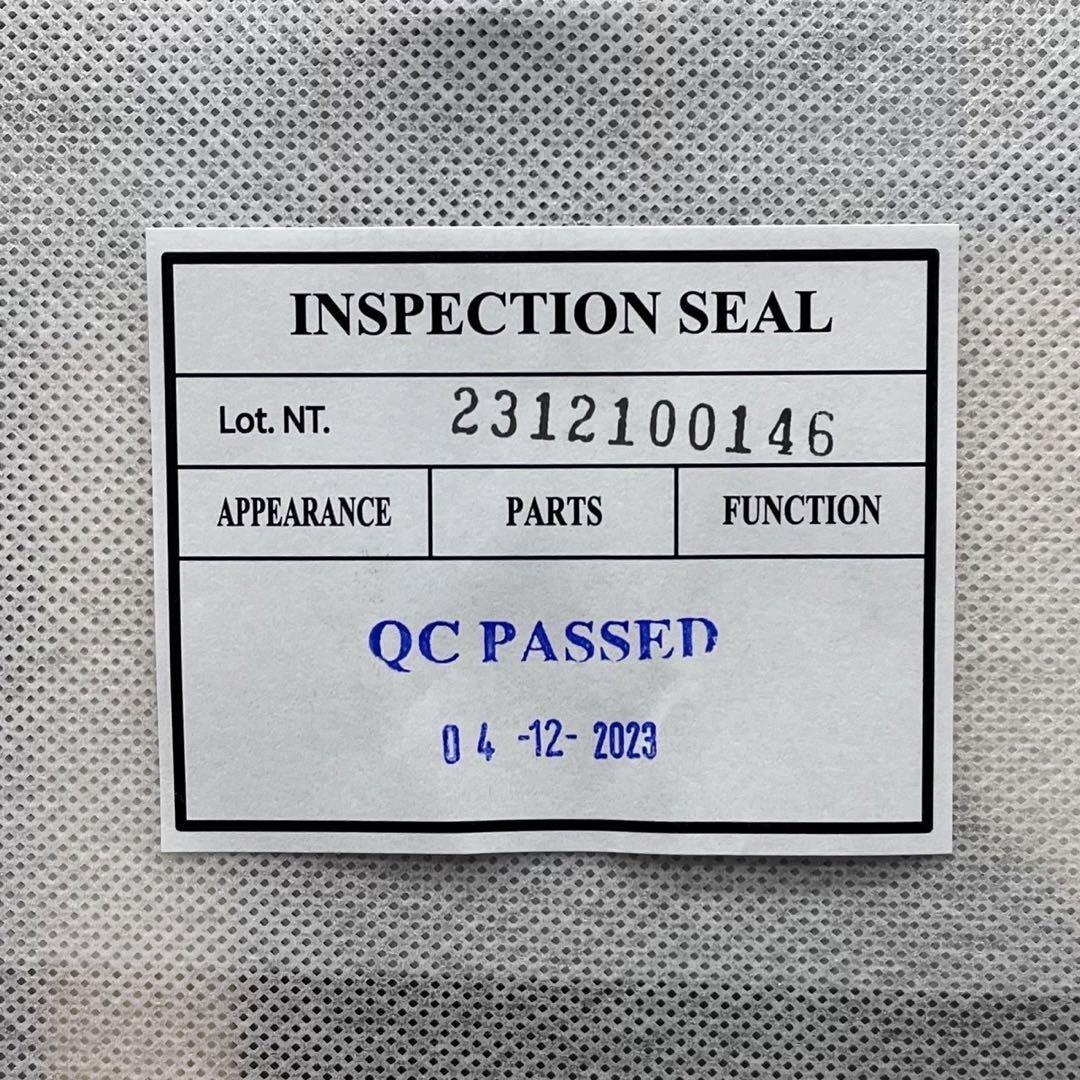 INSPECTION SEAL
Lot. NT. 2312100146
APPEARANCE PARTS FUNCTION
QC PASSED
04-12-2023